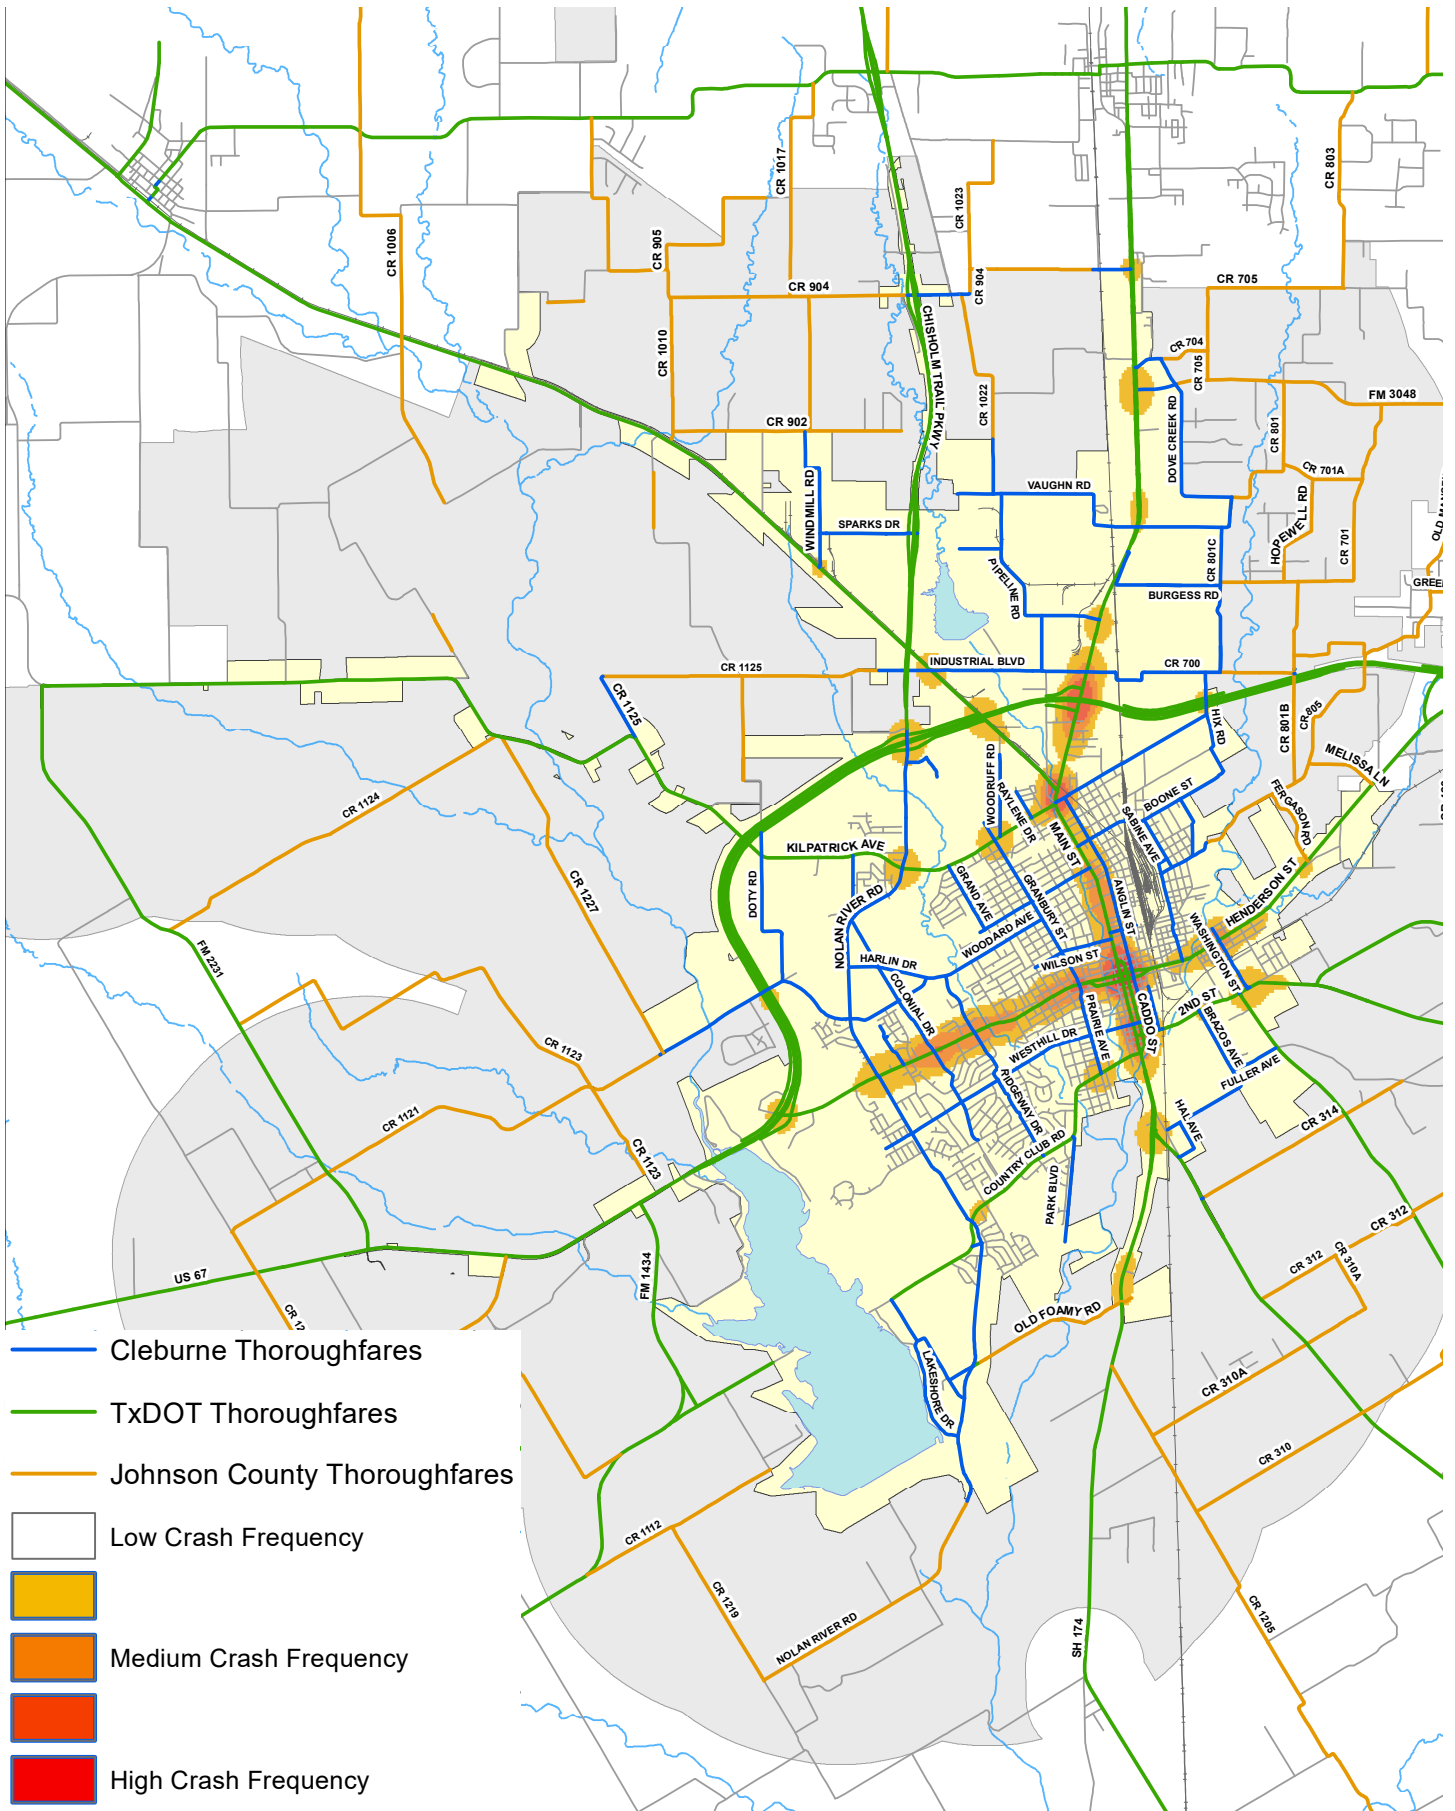 CR 1017
CR 803
CR 1023
CR 1006
CR 905
CR 904
CR 904
CR 705
CHISHOLM TRAIL PKWY
CR 1010
CR 704
CR 705
CR 1022
FM 3048
DOVE CREEK RD
CR 902
CR 801
CR 701A
WINDMILL RD
VAUGHN RD
HOPEWELL RD
SPARKS DR
CR 801C
CR 701
PIPELINE RD
BURGESS RD
INDUSTRIAL BLVD
CR 700
CR 1125
CR 1125
HIX RD
CR 801B
CR 805
MELISSA LN
WOODRUFF RD
RAYLENE DR
BOONE ST
FERGASON RD
CR 1124
SABINE AVE
MAIN ST
KILPATRICK AVE
CR 1227
DOTY RD
GRAND AVE
GRANBURY ST
ANGLIN ST
HENDERSON ST
NOLAN RIVER RD
WOODARD AVE
WASHINGTON ST
FM 2231
HARLIN DR
WILSON ST
COLONIAL DR
PRAIRIE AVE
CADDO ST
2ND ST
BRAZOS AVE
WESTHILL DR
CR 1123
FULLER AVE
RIDGEWAY DR
CR 1121
HAL AVE
CR 314
CR 1123
COUNTRY CLUB RD
PARK BLVD
CR 312
CR 312
CR 310A
US 67
FM 1434
OLD FOAMY RD
LAKESHORE DR
CR 310A
CR 310
CR 1112
CR 1219
NOLAN RIVER RD
SH 174
CR 1205
Cleburne Thoroughfares
TxDOT Thoroughfares
Johnson County Thoroughfares
Low Crash Frequency
Medium Crash Frequency
High Crash Frequency